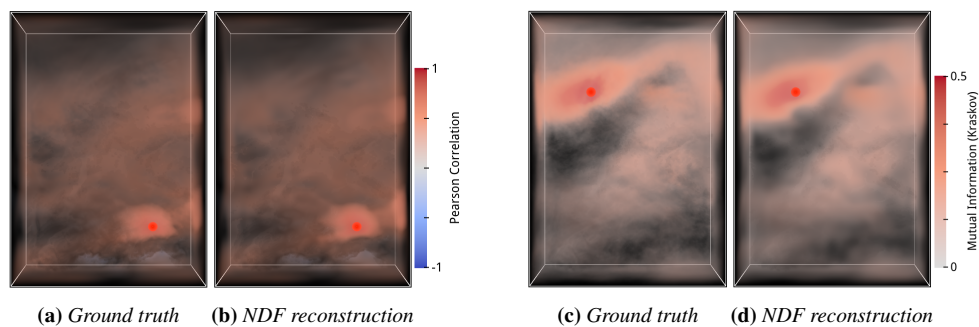 1
Pearson Correlation
-1
0.5
Mutual Information (Kraskov)
0
(a) Ground truth
(b) NDF reconstruction
(c) Ground truth
(d) NDF reconstruction